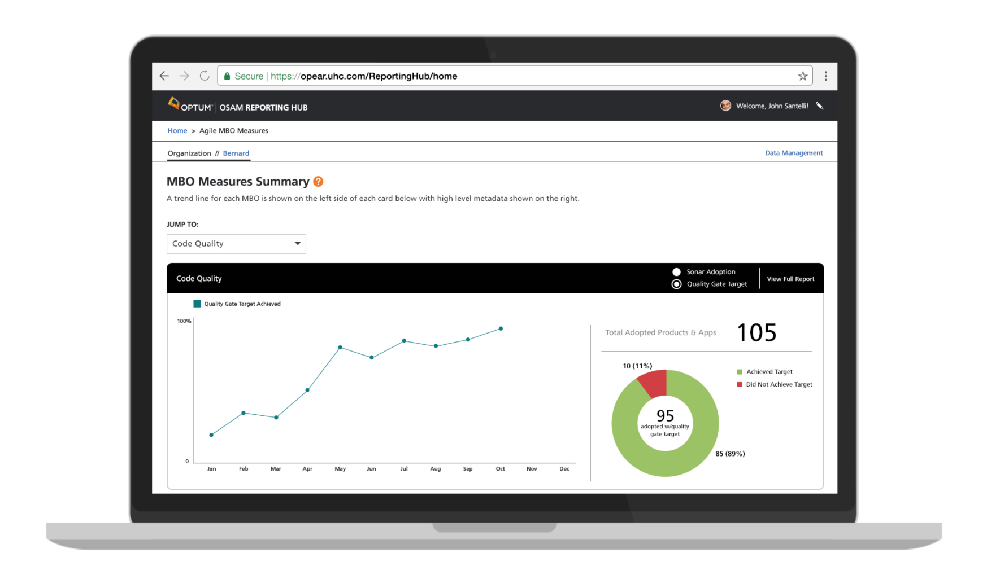 Secure | https://opear.uhc.com/ReportingHub/home
OPTUM® | OSAM REPORTING HUB
Welcome, John Santelli!
Home > Agile MBO Measures
Organization // Bernard
Data Management
MBO Measures Summary ?
A trend line for each MBO is shown on the left side of each card below with high level metadata shown on the right.
JUMP TO:
Code Quality
Code Quality
Sonar Adoption
Quality Gate Target
View Full Report
Quality Gate Target Achieved
100%
0
Jan Feb Mar Apr May Jun Jul Aug Sep Oct Nov Dec
Total Adopted Products & Apps 105
10 (11%)
Achieved Target
Did Not Achieve Target
95
adopted w/quality
gate target
85 (89%)